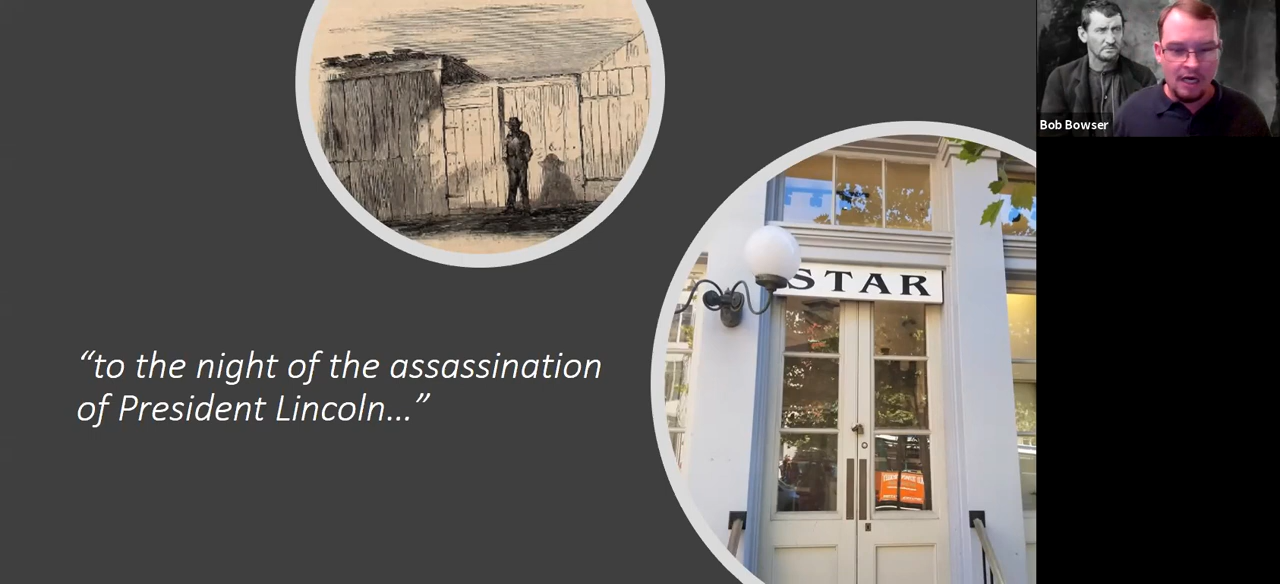 “to the night of the assassination
of President Lincoln...”
STAR
Bob Bowser